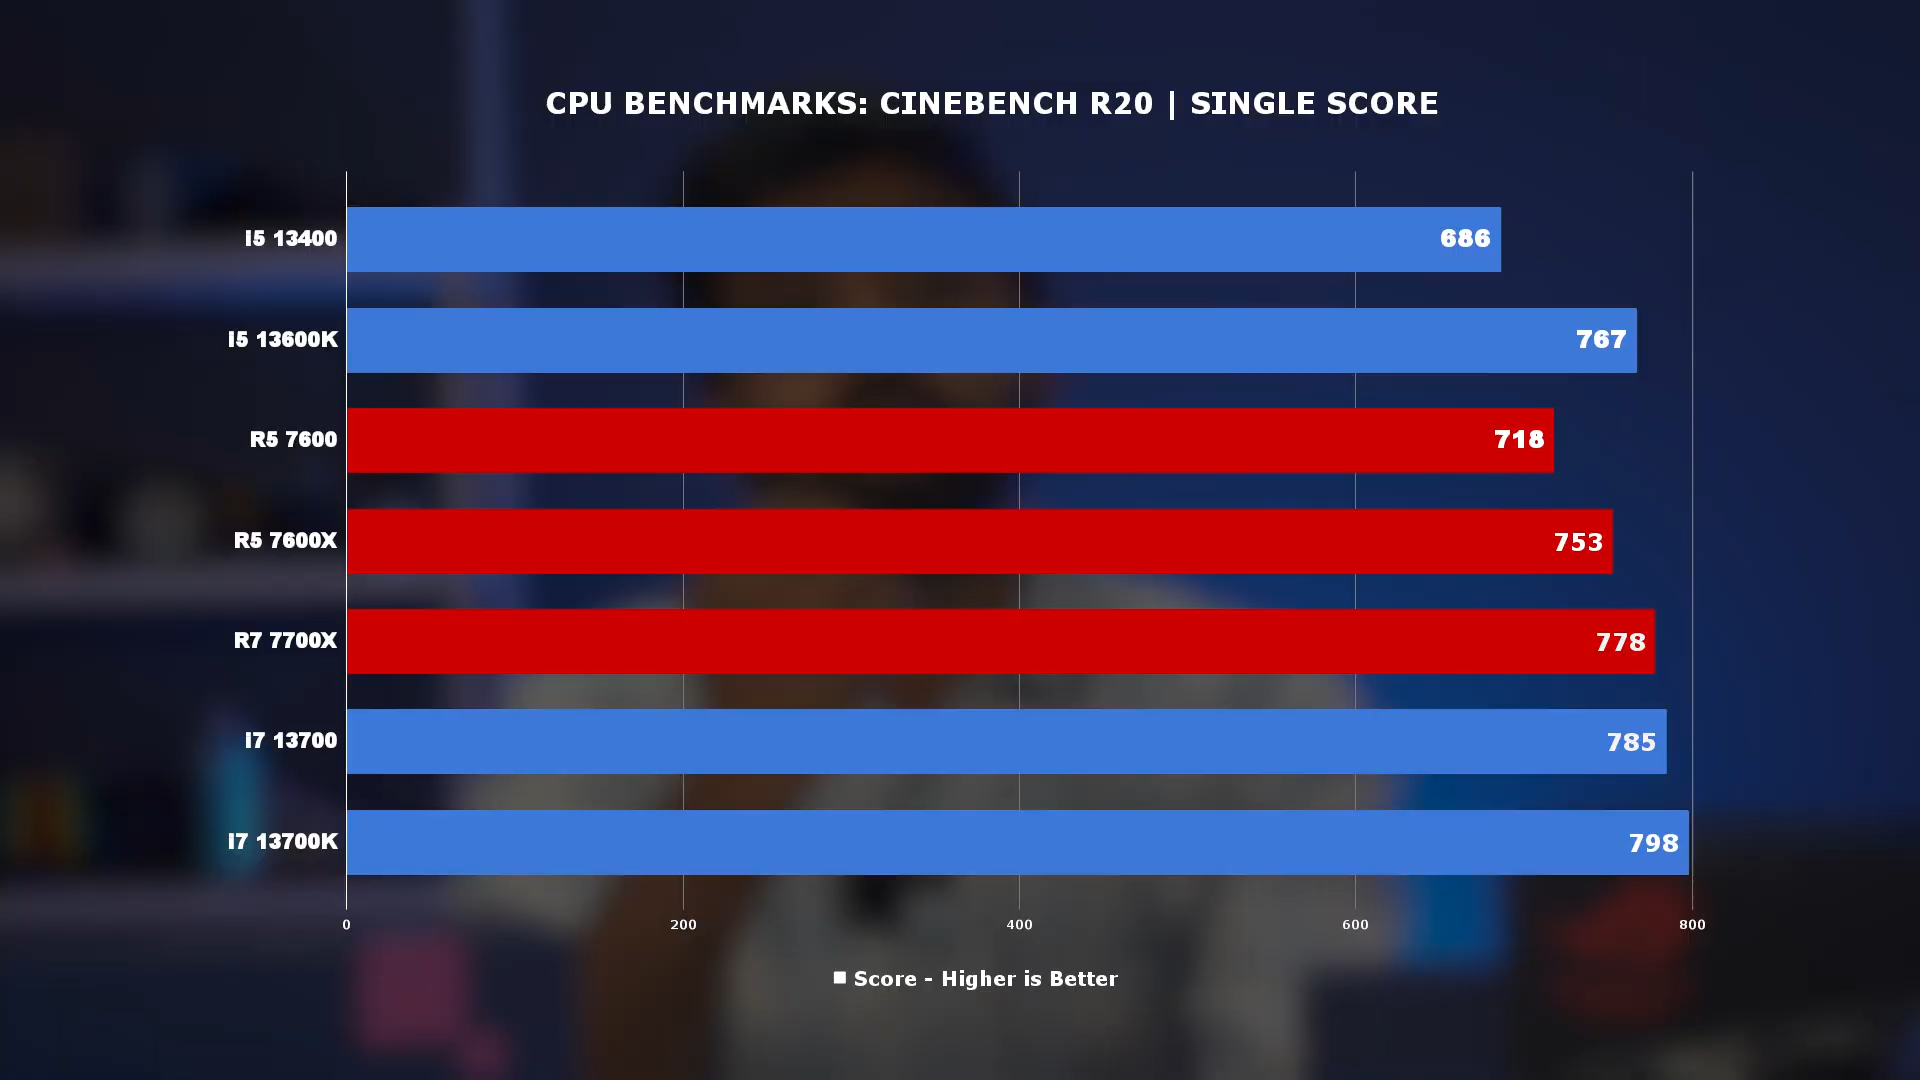 CPU BENCHMARKS: CINEBENCH R20 | SINGLE SCORE
I5 13400 686
I5 13600K 767
R5 7600 718
R5 7600X 753
R7 7700X 778
I7 13700 785
I7 13700K 798
0 200 400 600 800
Score - Higher is Better